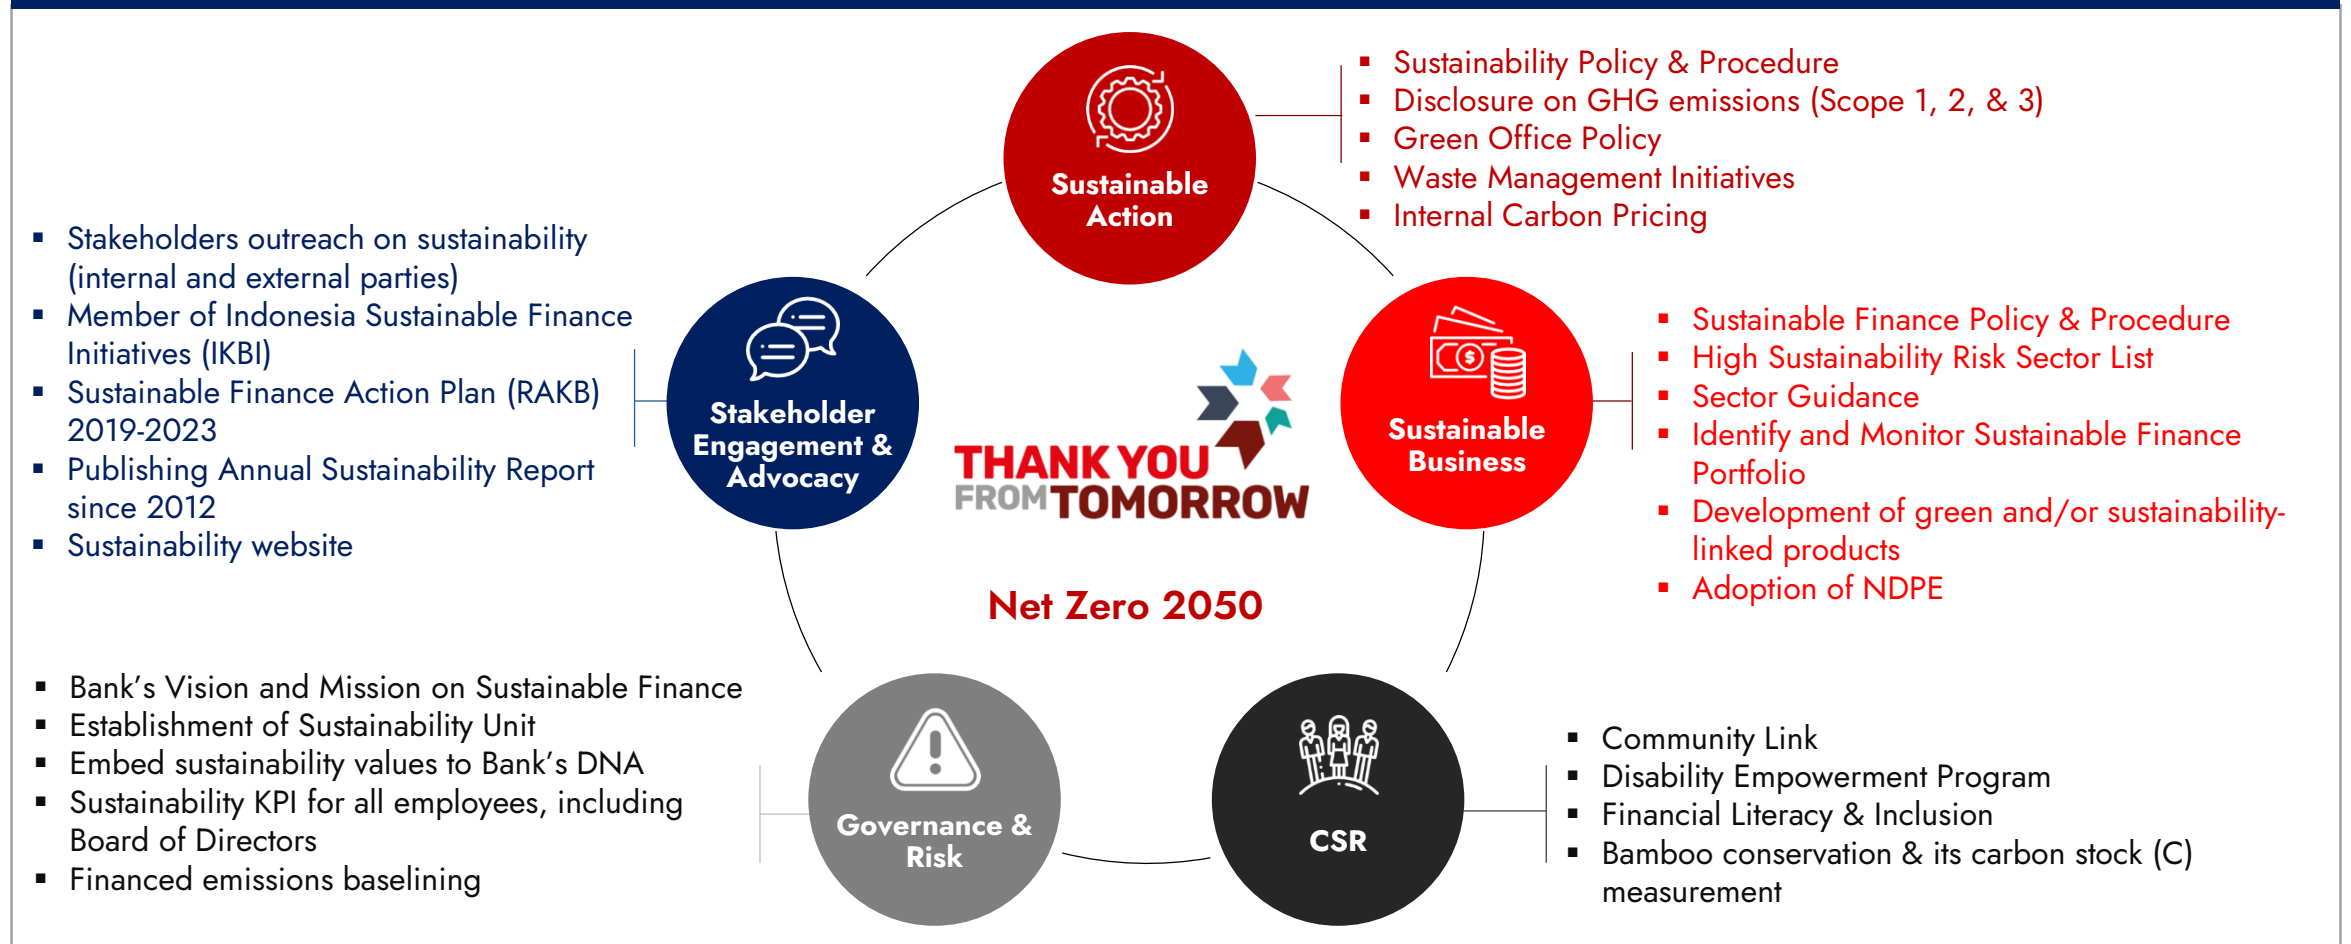 Sustainable
Action
▪ Sustainability Policy & Procedure
▪ Disclosure on GHG emissions (Scope 1, 2, & 3)
▪ Green Office Policy
▪ Waste Management Initiatives
▪ Internal Carbon Pricing
▪ Stakeholders outreach on sustainability
(internal and external parties)
▪ Member of Indonesia Sustainable Finance
Initiatives (IKBI)
▪ Sustainable Finance Action Plan (RAKB)
2019-2023
▪ Publishing Annual Sustainability Report
since 2012
▪ Sustainability website
Stakeholder
Engagement &
Advocacy
THANK YOU
FROM TOMORROW
Net Zero 2050
Sustainable
Business
▪ Sustainable Finance Policy & Procedure
▪ High Sustainability Risk Sector List
▪ Sector Guidance
▪ Identify and Monitor Sustainable Finance
Portfolio
▪ Development of green and/or sustainability-
linked products
▪ Adoption of NDPE
▪ Bank’s Vision and Mission on Sustainable Finance
▪ Establishment of Sustainability Unit
▪ Embed sustainability values to Bank’s DNA
▪ Sustainability KPI for all employees, including
Board of Directors
▪ Financed emissions baselining
Governance &
Risk
CSR
▪ Community Link
▪ Disability Empowerment Program
▪ Financial Literacy & Inclusion
▪ Bamboo conservation & its carbon stock (C)
measurement